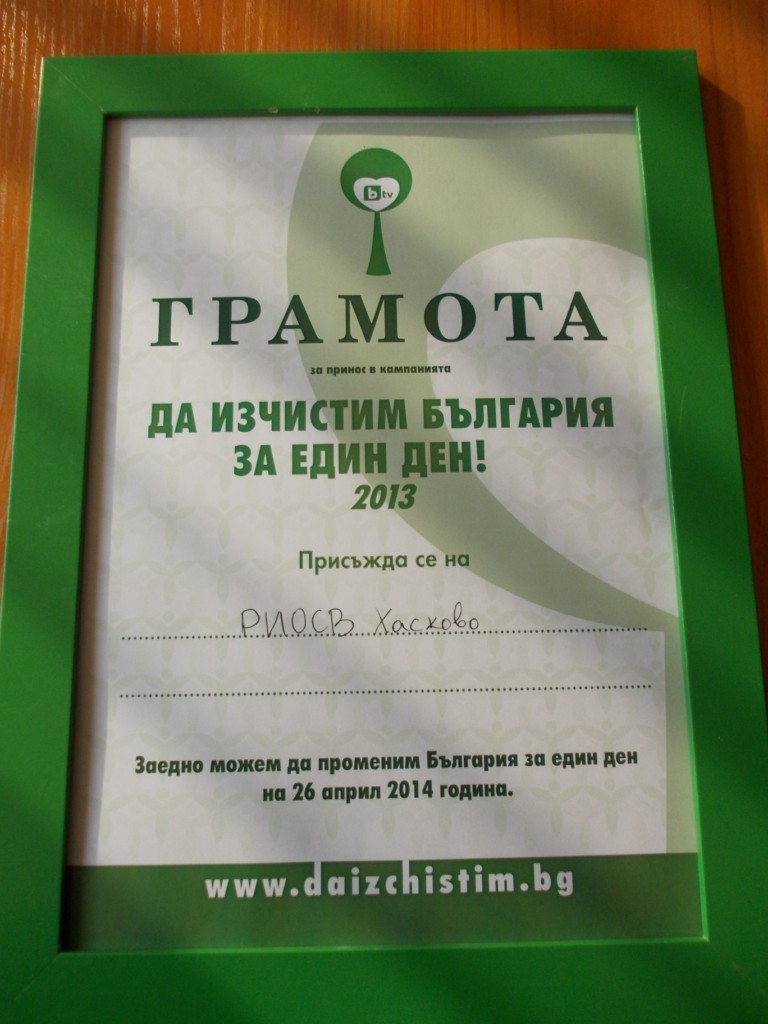 btv
ГРАМОТА
за принос в кампанията
ДА ИЗЧИСТИМ БЪЛГАРИЯ
ЗА ЕДИН ДЕН!
2013
Присъжда се на
РИОСВ Хасково
Заедно можем да променим България за един ден
на 26 април 2014 година.
www.daizchistim.bg